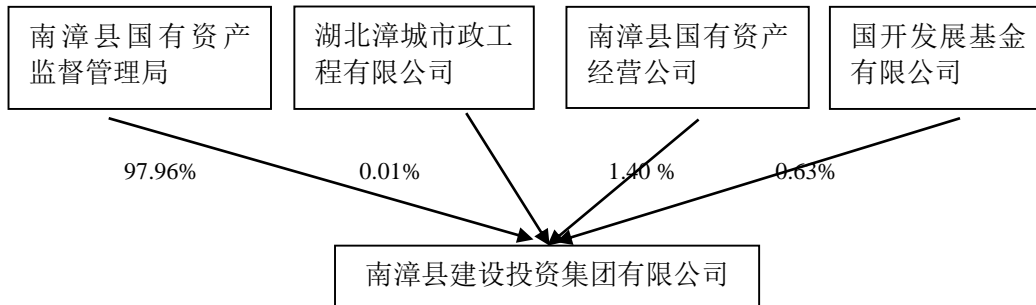 南漳县国有资产
监督管理局
湖北漳城市政工
程有限公司
南漳县国有资产
经营公司
国开发展基金
有限公司
97.96%
0.01%
1.40 %
0.63%
南漳县建设投资集团有限公司